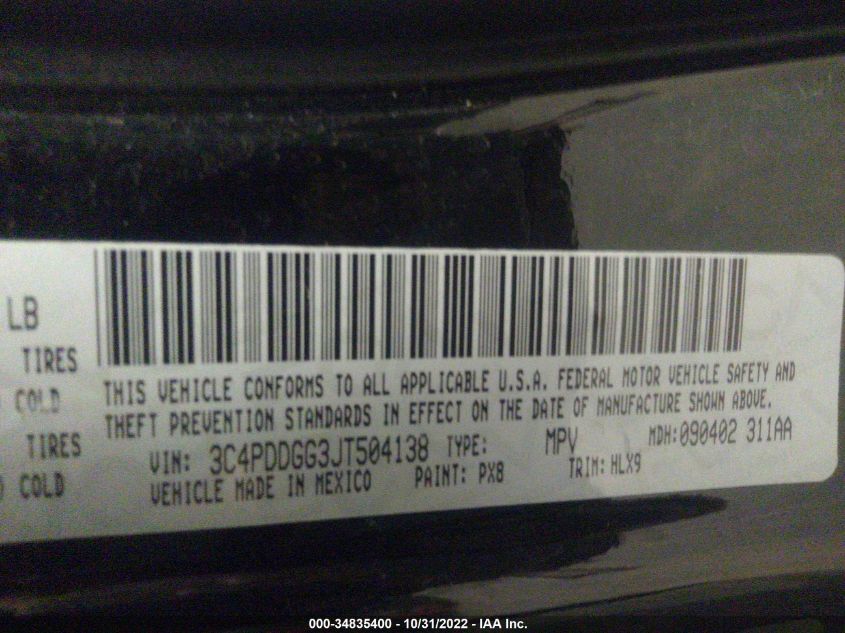 LB
TIRES
COLD
TIRES
COLD
THIS VEHICLE CONFORMS TO ALL APPLICABLE U.S.A. FEDERAL MOTOR VEHICLE SAFETY AND
THEFT PREVENTION STANDARDS IN EFFECT ON THE DATE OF MANUFACTURE SHOWN ABOVE.
VIN: 3C4PDDGG3JT504138 TYPE: MPV MDH:090402 311AA
VEHICLE MADE IN MEXICO PAINT: PX8 TRIM: HLX9
000-34835400 - 10/31/2022 - IAA Inc.